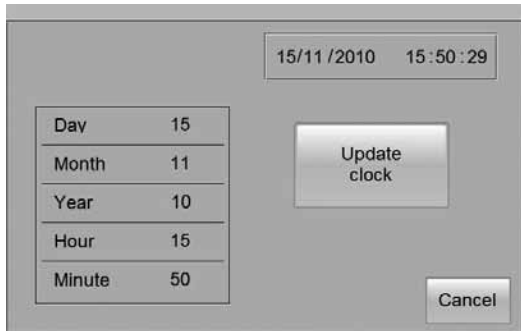 15/11/2010 15:50:29
Day 15
Month 11
Year 10
Hour 15
Minute 50
Update
clock
Cancel